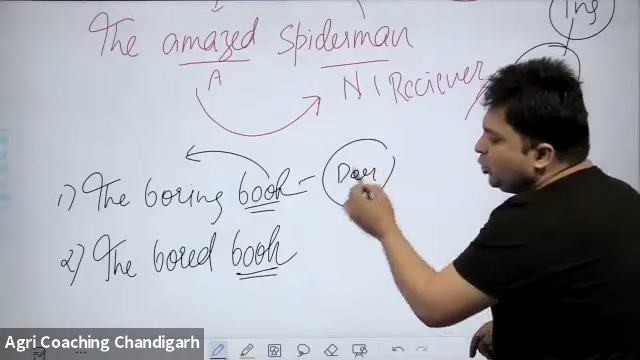 ing
The amazed Spiderman
A
N | Reciever
1) The boring book - Doer
2) The bored book
Agri Coaching Chandigarh